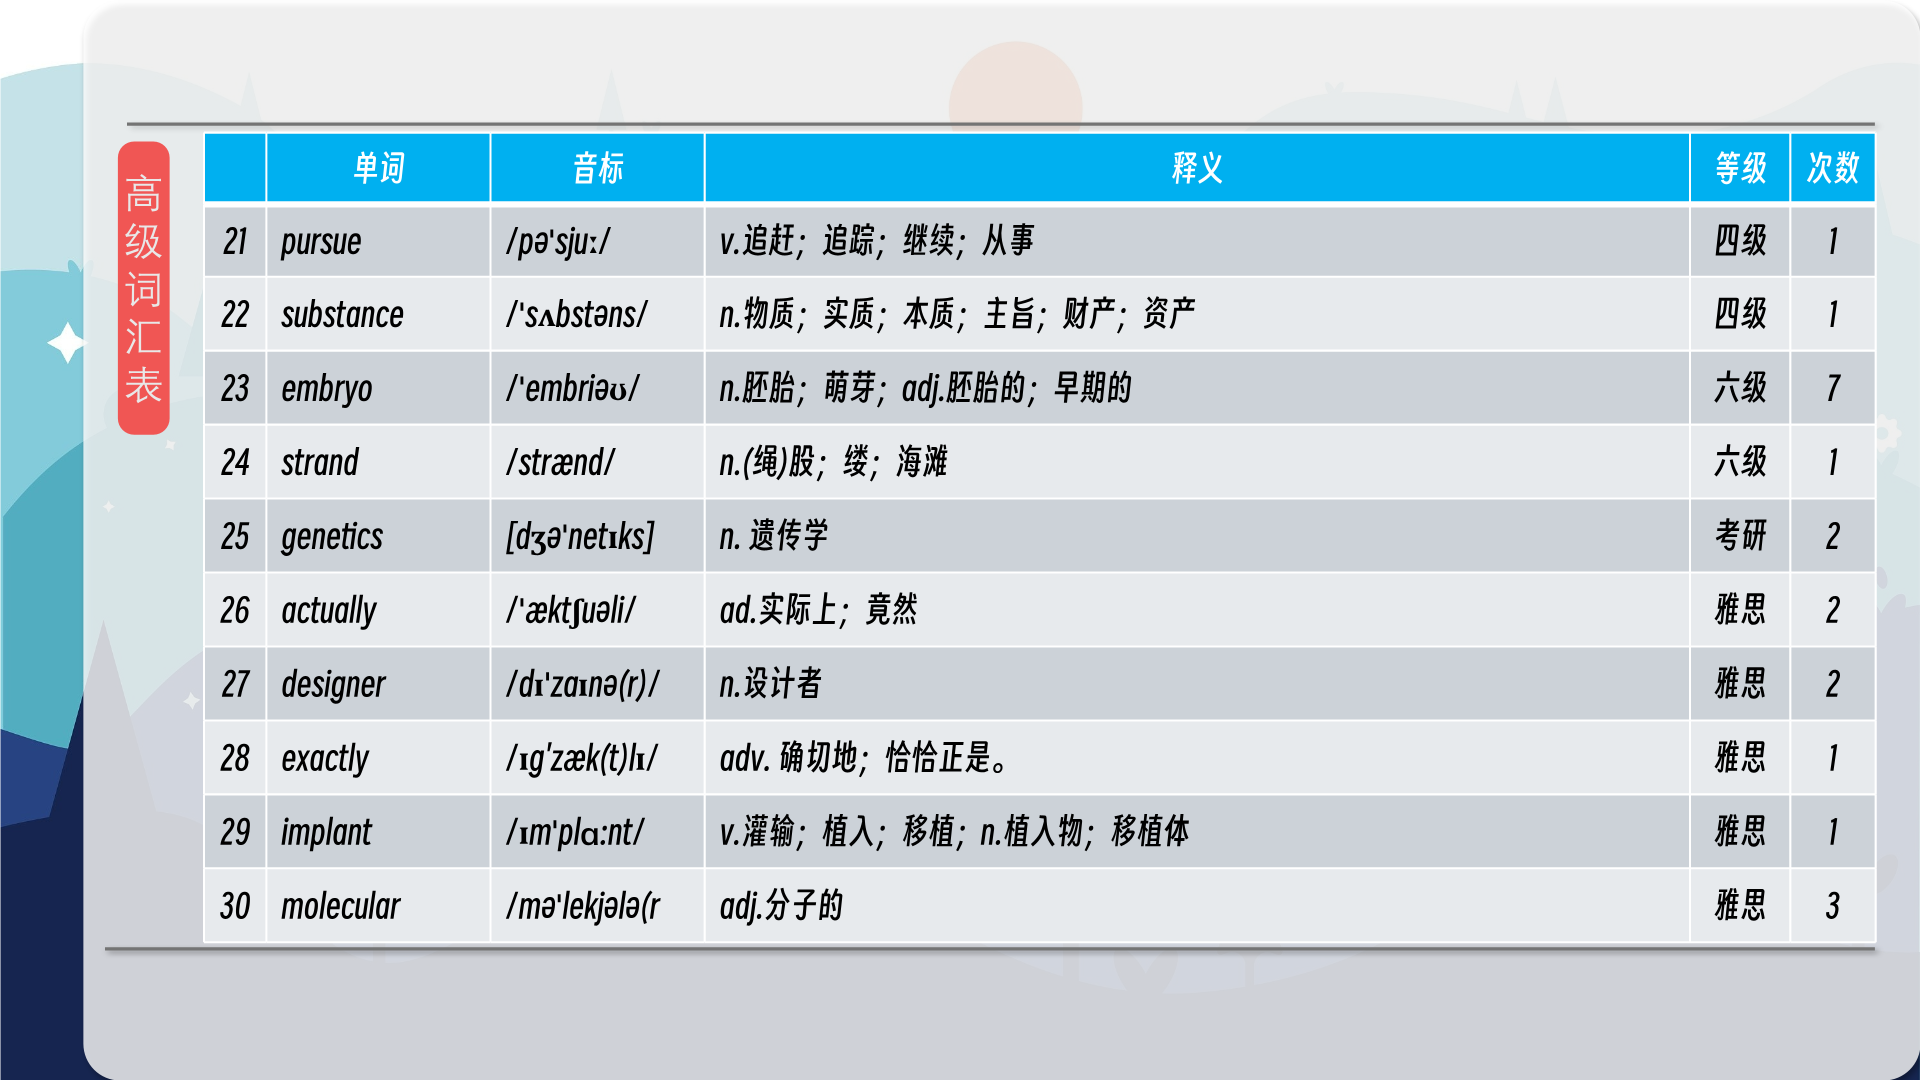 高级词汇表
单词 音标 释义 等级 次数
21 pursue /pə'sjuː/ v.追赶；追踪；继续；从事 四级 1
22 substance /'sʌbstəns/ n.物质；实质；本质；主旨；财产；资产 四级 1
23 embryo /'embriəʊ/ n.胚胎；萌芽；adj.胚胎的；早期的 六级 7
24 strand /strænd/ n.(绳)股；缕；海滩 六级 1
25 genetics [dʒə'netɪks] n. 遗传学 考研 2
26 actually /'æktʃuəli/ ad.实际上；竟然 雅思 2
27 designer /dɪ'zaɪnə(r)/ n.设计者 雅思 2
28 exactly /ɪg'zæk(t)lɪ/ adv. 确切地；恰恰正是。 雅思 1
29 implant /ɪm'plɑ:nt/ v.灌输；植入；移植；n.植入物；移植体 雅思 1
30 molecular /mə'lekjələ(r adj.分子的 雅思 3